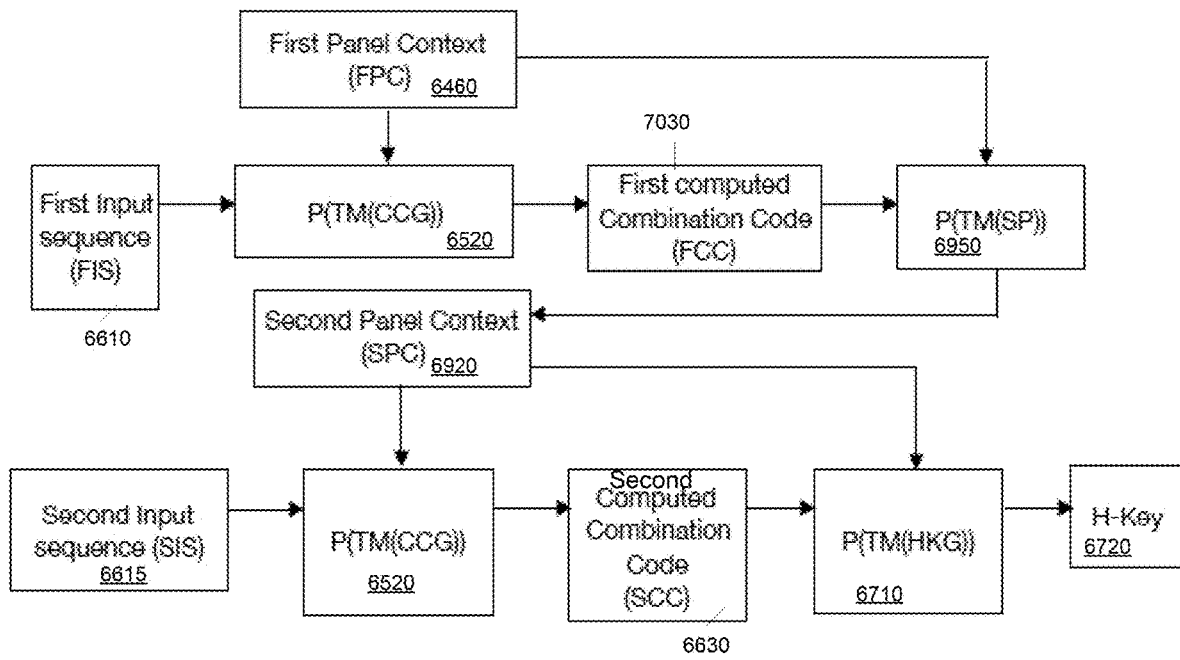 First Panel Context
(FPC)
6460
7030
First Input
sequence
(FIS)
6610
P(TM(CCG))
6520
First computed
Combination Code
(FCC)
P(TM(SP))
6950
Second Panel Context
(SPC)
6920
Second Input
sequence (SIS)
6615
P(TM(CCG))
6520
Second
Computed
Combination
Code
(SCC)
6630
P(TM(HKG))
6710
H-Key
6720